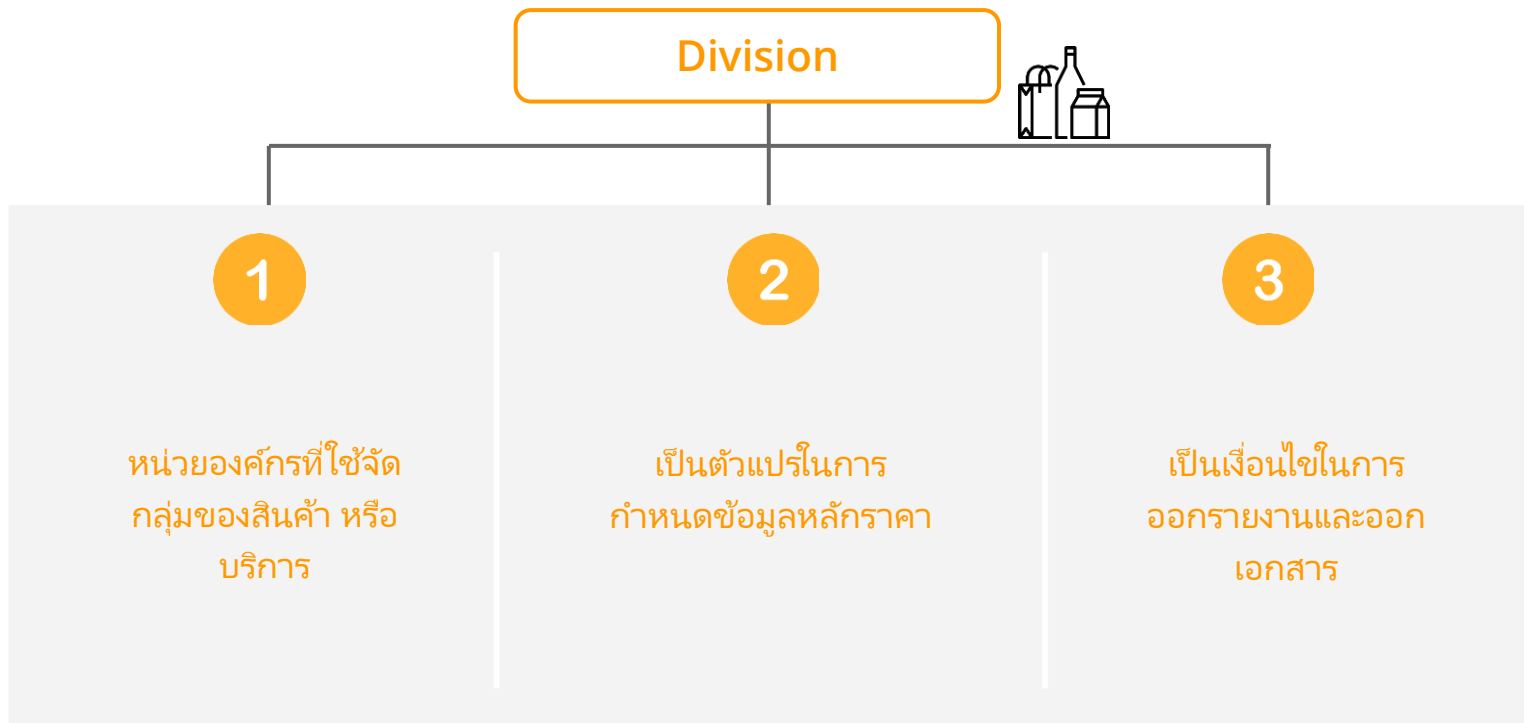 Division
1
2
3
หน่วยองค์กรที่ใช้จัด
กลุ่มของสินค้า หรือ
บริการ
เป็นตัวแปรในการ
กำหนดข้อมูลหลักราคา
เป็นเงื่อนไขในการ
ออกรายงานและออก
เอกสาร